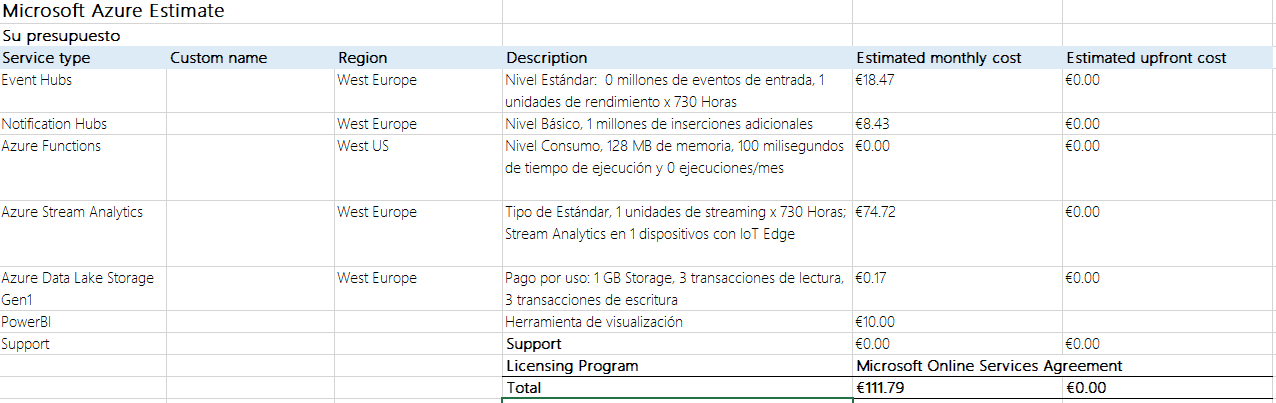 Microsoft Azure Estimate
Su presupuesto
Service type Custom name Region Description Estimated monthly cost Estimated upfront cost
Event Hubs West Europe Nivel Estándar: 0 millones de eventos de entrada, 1 €18.47 €0.00
unidades de rendimiento x 730 Horas
Notification Hubs West Europe Nivel Básico, 1 millones de inserciones adicionales €8.43 €0.00
Azure Functions West US Nivel Consumo, 128 MB de memoria, 100 milisegundos €0.00 €0.00
de tiempo de ejecución y 0 ejecuciones/mes
Azure Stream Analytics West Europe Tipo de Estándar, 1 unidades de streaming x 730 Horas; €74.72 €0.00
Stream Analytics en 1 dispositivos con IoT Edge
Azure Data Lake Storage West Europe Pago por uso: 1 GB Storage, 3 transacciones de lectura, €0.17 €0.00
Gen1 3 transacciones de escritura
PowerBI Herramienta de visualización €10.00
Support Support €0.00 €0.00
Licensing Program Microsoft Online Services Agreement
Total €111.79 €0.00